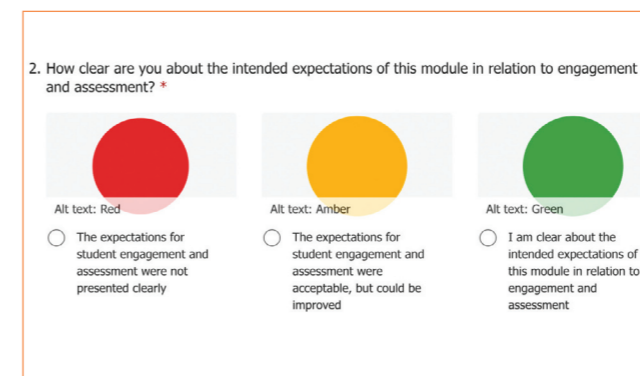 2. How clear are you about the intended expectations of this module in relation to engagement
and assessment? *
Alt text: Red
Alt text: Amber
Alt text: Green
The expectations for
student engagement and
assessment were not
presented clearly
The expectations for
student engagement and
assessment were
acceptable, but could be
improved
I am clear about the
intended expectations of
this module in relation to
engagement and
assessment